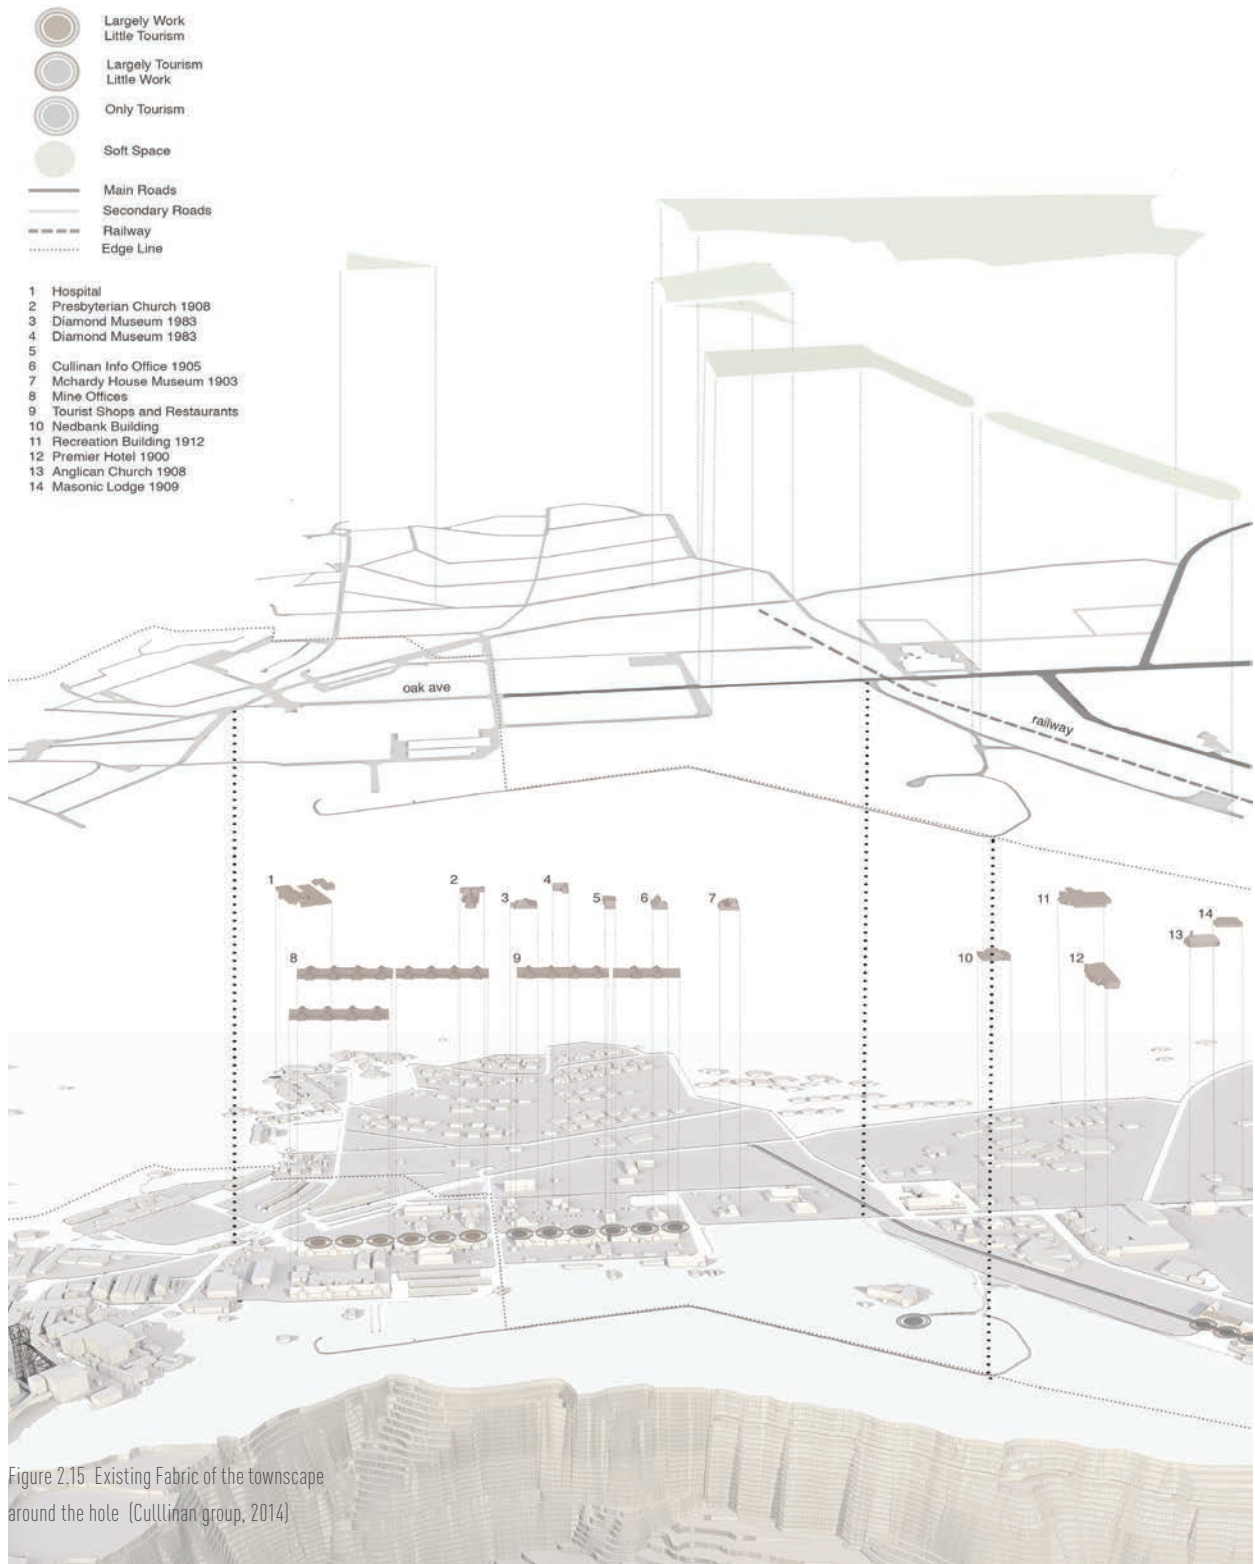 Largely Work
Little Tourism
Largely Tourism
Little Work
Only Tourism
Soft Space
Main Roads
Secondary Roads
Railway
Edge Line
1 Hospital
2 Presbyterian Church 1908
3 Diamond Museum 1983
4 Diamond Museum 1983
5
6 Cullinan Info Office 1905
7 Mchardy House Museum 1903
8 Mine Offices
9 Tourist Shops and Restaurants
10 Nedbank Building
11 Recreation Building 1912
12 Premier Hotel 1900
13 Anglican Church 1908
14 Masonic Lodge 1909
oak ave
railway
1
2
3
4
5
6
7
11
14
13
8
9
10
12
Figure 2.15 Existing Fabric of the townscape
around the hole (Culllinan group, 2014)